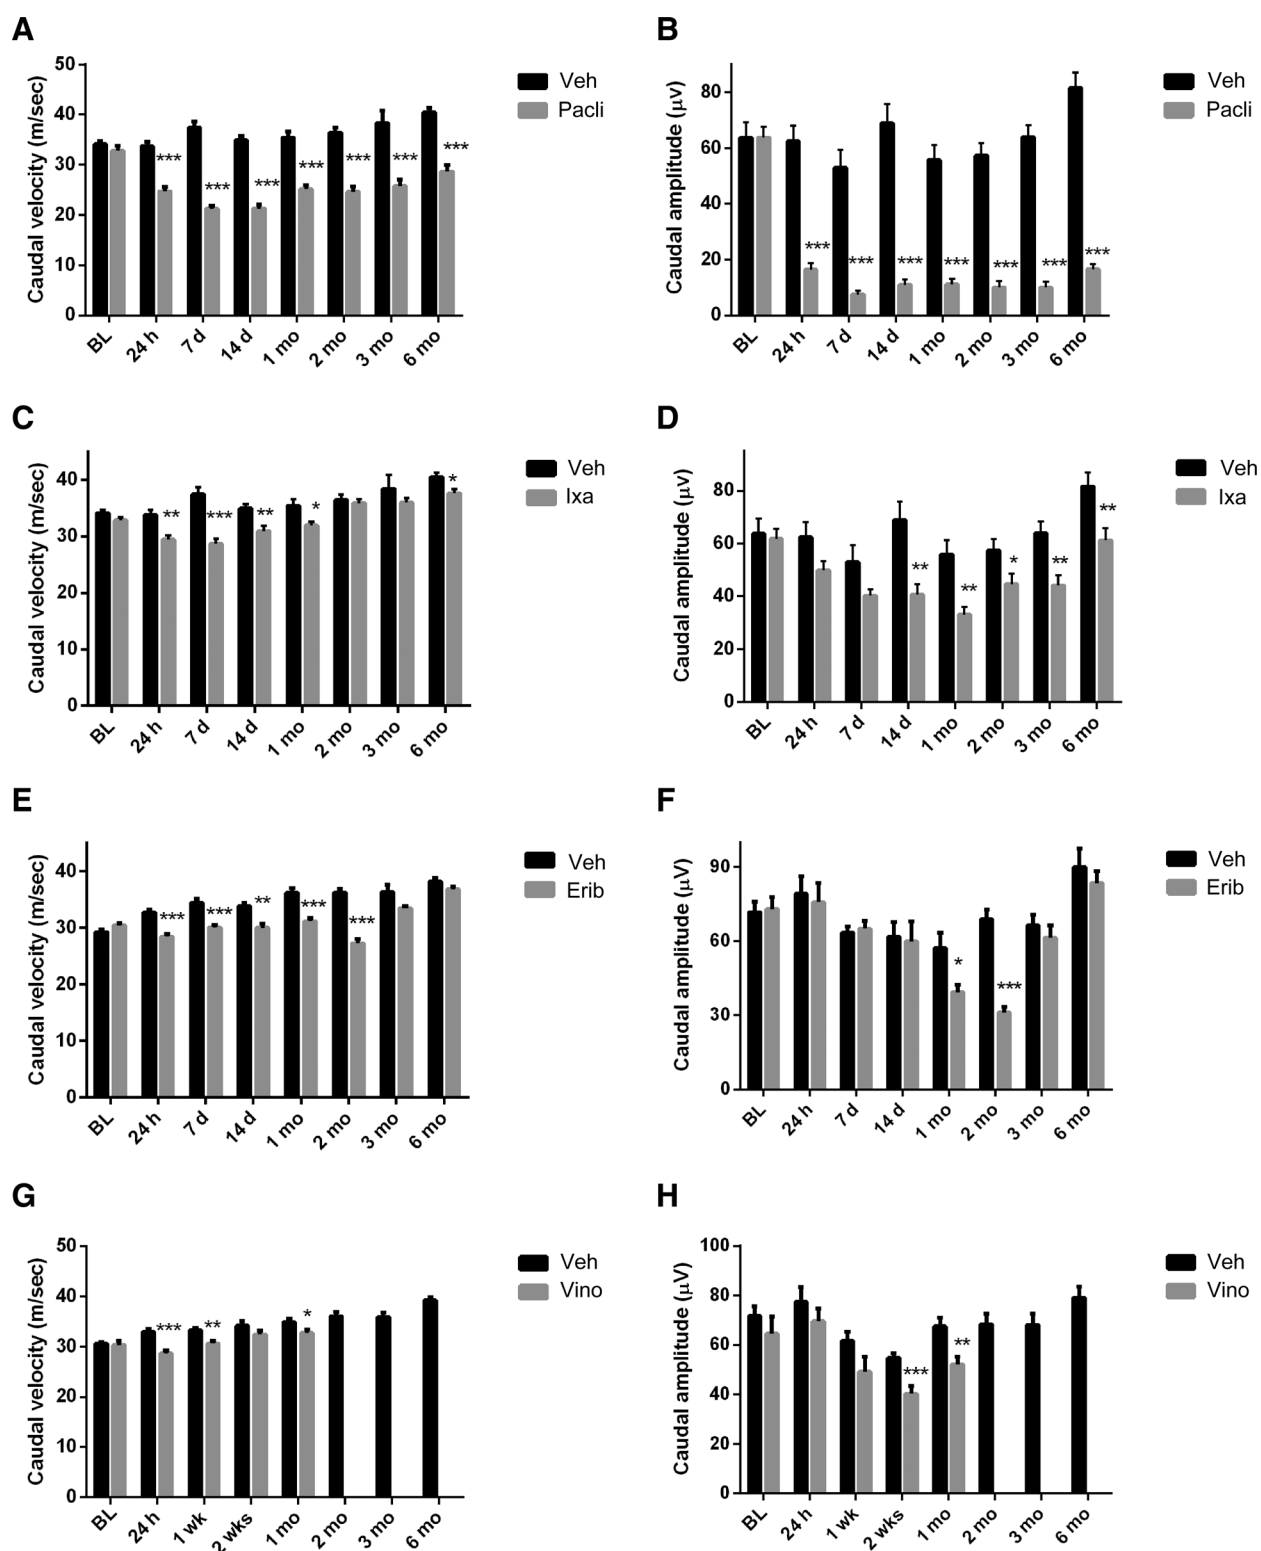 A
Caudal velocity (m/sec)
50
40
30
20
10
0
*** *** *** *** *** *** ***
BL 24 h 7 d 14 d 1 mo 2 mo 3 mo 6 mo
Veh
Pacli
B
Caudal amplitude (μv)
80
60
40
20
0
*** *** *** *** *** *** ***
BL 24 h 7 d 14 d 1 mo 2 mo 3 mo 6 mo
Veh
Pacli
C
Caudal velocity (m/sec)
40
30
20
10
0
** *** ** * *
BL 24 h 7 d 14 d 1 mo 2 mo 3 mo 6 mo
Veh
Ixa
D
Caudal amplitude (μv)
80
60
40
20
0
** ** * ** **
BL 24 h 7 d 14 d 1 mo 2 mo 3 mo 6 mo
Veh
Ixa
E
Caudal velocity (m/sec)
40
30
20
10
0
*** *** ** *** ***
BL 24 h 7 d 14 d 1 mo 2 mo 3 mo 6 mo
Veh
Erib
F
Caudal amplitude (μV)
90
60
30
0
* ***
BL 24 h 7 d 14 d 1 mo 2 mo 3 mo 6 mo
Veh
Erib
G
Caudal velocity (m/sec)
50
40
30
20
10
0
*** ** *
BL 24 h 1 wk 2 wks 1 mo 2 mo 3 mo 6 mo
Veh
Vino
H
Caudal amplitude (μV)
100
80
60
40
20
0
*** **
BL 24 h 1 wk 2 wks 1 mo 2 mo 3 mo 6 mo
Veh
Vino